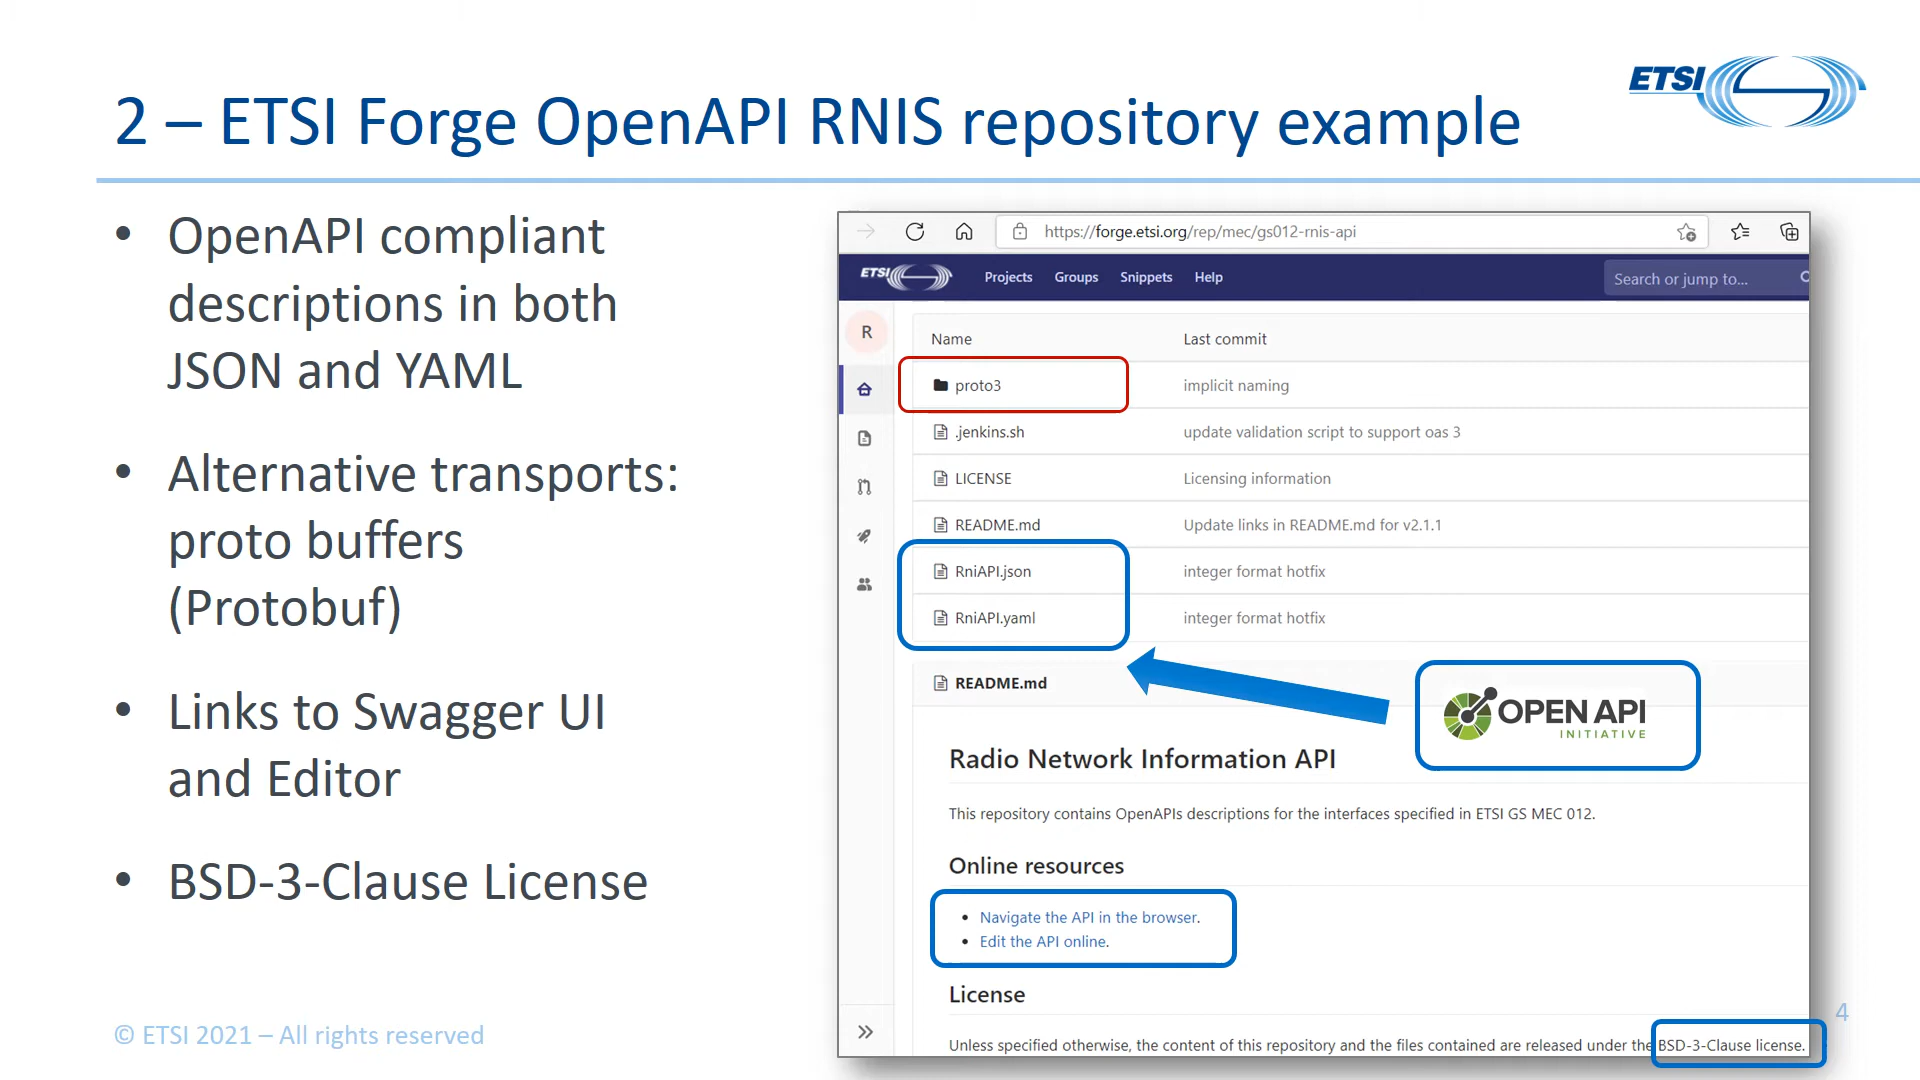 2 – ETSI Forge OpenAPI RNIS repository example
ETSI
• OpenAPI compliant
descriptions in both
JSON and YAML
• Alternative transports:
proto buffers
(Protobuf)
• Links to Swagger UI
and Editor
• BSD-3-Clause License
https://forge.etsi.org/rep/mec/gs012-rnis-api
ETSI
Projects Groups Snippets Help
Search or jump to...
R
Name Last commit
proto3 implicit naming
.jenkins.sh update validation script to support oas 3
LICENSE Licensing information
README.md Update links in README.md for v2.1.1
RniAPI.json integer format hotfix
RniAPI.yaml integer format hotfix
README.md
OPEN API
INITIATIVE
Radio Network Information API
This repository contains OpenAPIs descriptions for the interfaces specified in ETSI GS MEC 012.
Online resources
• Navigate the API in the browser.
• Edit the API online.
License
Unless specified otherwise, the content of this repository and the files contained are released under the BSD-3-Clause license.
© ETSI 2021 – All rights reserved
4